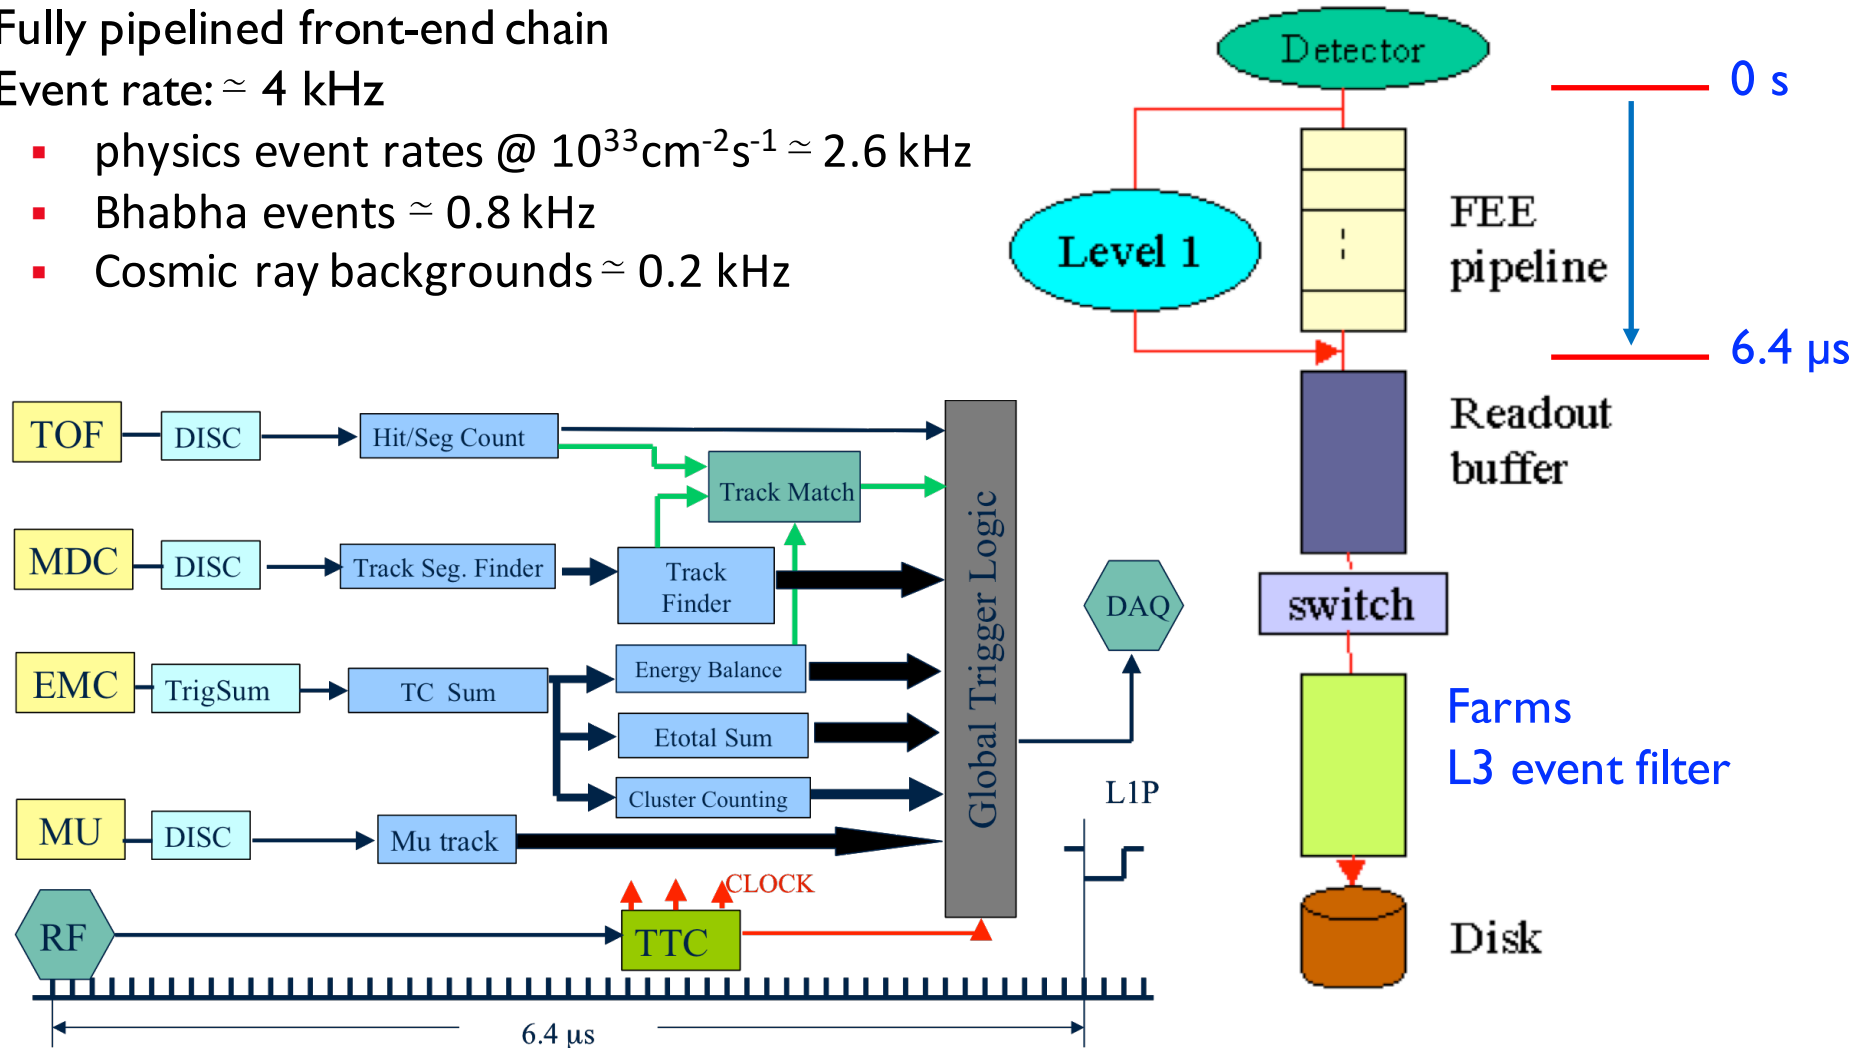 Fully pipelined front-end chain
Event rate: ≃ 4 kHz
▪ physics event rates @ 10³³cm⁻²s⁻¹ ≃ 2.6 kHz
▪ Bhabha events ≃ 0.8 kHz
▪ Cosmic ray backgrounds ≃ 0.2 kHz
Detector
0 s
Level 1
FEE
pipeline
6.4 µs
Readout
buffer
switch
Farms
L3 event filter
Disk
TOF
DISC
Hit/Seg Count
Track Match
MDC
DISC
Track Seg. Finder
Track
Finder
EMC
TrigSum
TC Sum
Energy Balance
Etotal Sum
Cluster Counting
MU
DISC
Mu track
Global Trigger Logic
DAQ
L1P
CLOCK
RF
TTC
6.4 µs